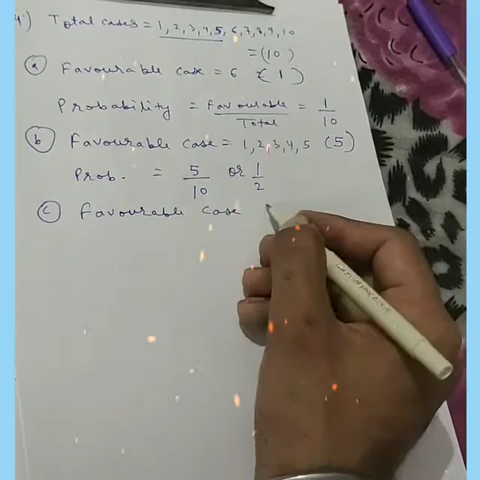 4) Total cases = 1, 2, 3, 4, 5, 6, 7, 8, 9, 10
= (10)
(a) Favourable case = 6 (1)
Probability = Favourable/Total = 1/10
(b) Favourable case = 1, 2, 3, 4, 5 (5)
Prob. = 5/10 or 1/2
(c) Favourable case